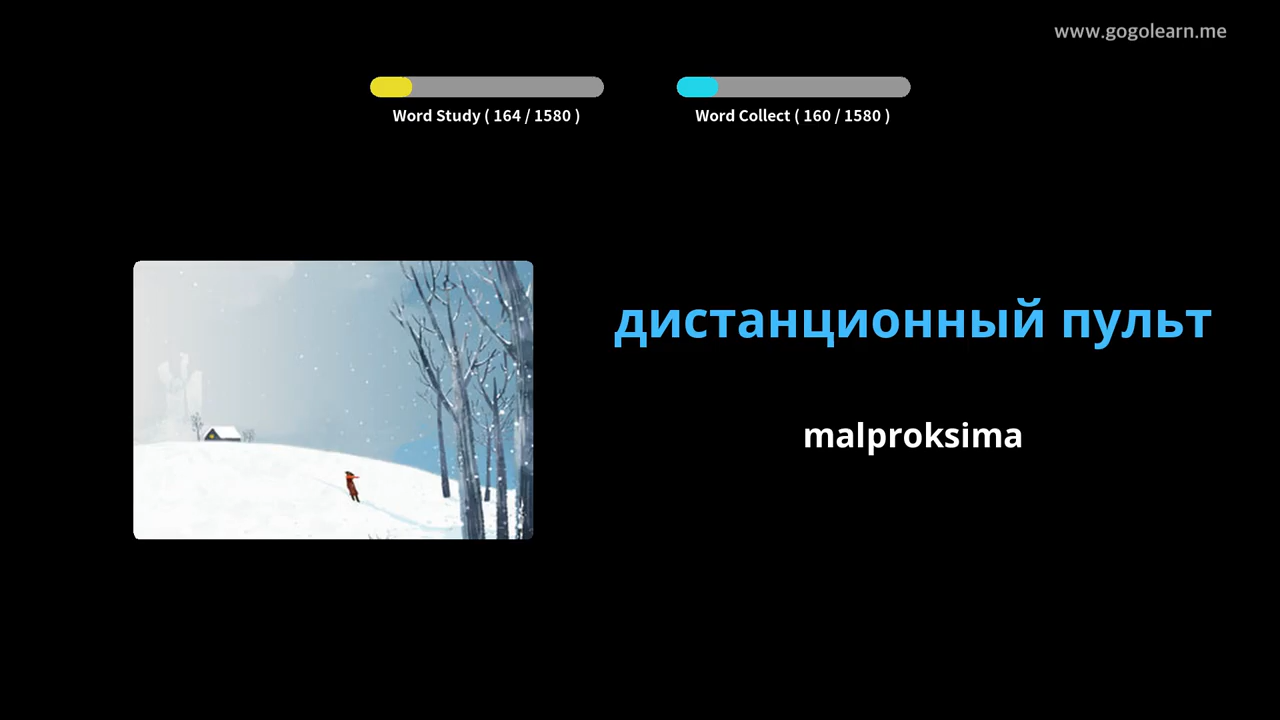 www.gogolearn.me
Word Study ( 164 / 1580 )
Word Collect ( 160 / 1580 )
дистанционный пульт
malproksima